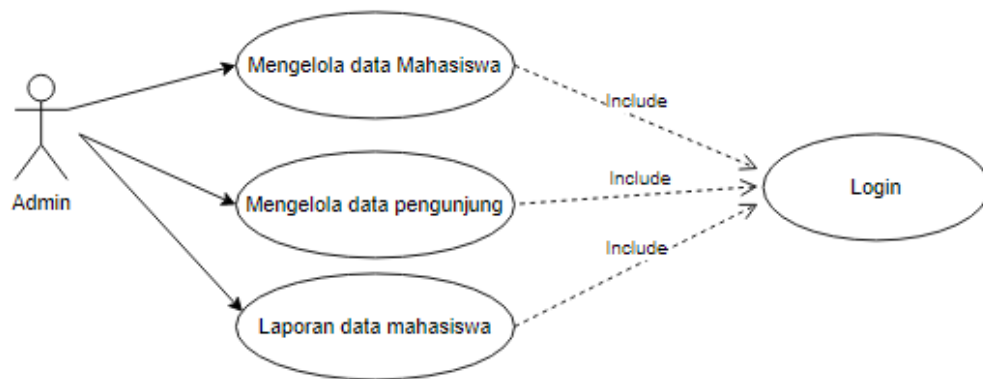 Mengelola data Mahasiswa
Include
Admin
Mengelola data pengunjung
Include
Login
Include
Laporan data mahasiswa